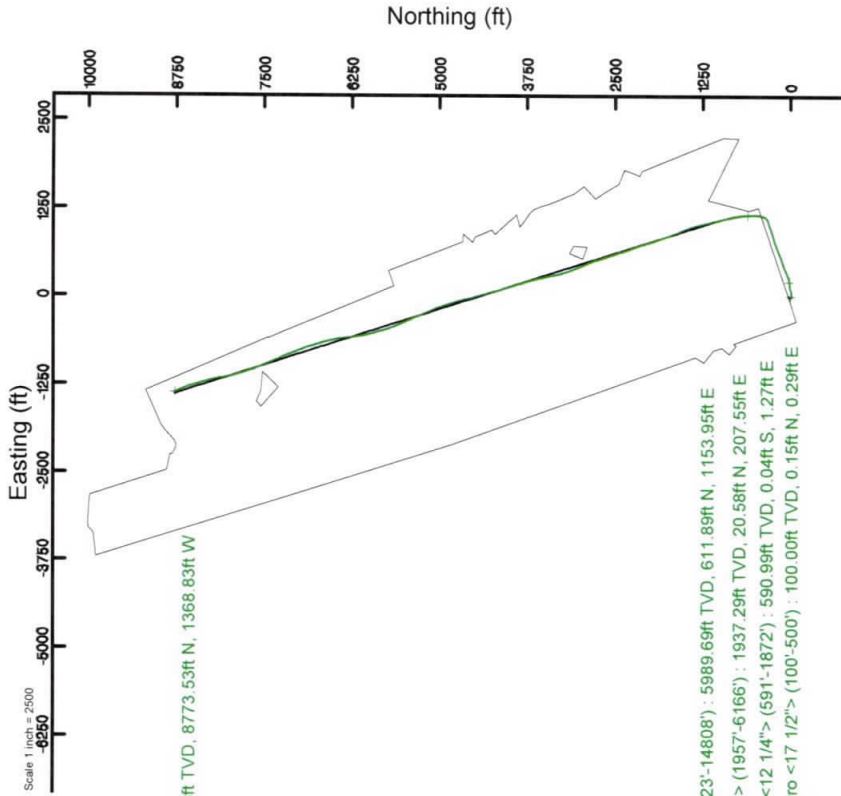 Northing (ft)
10000
8750
7500
6250
5000
3750
2500
1250
0
Easting (ft)
2500
1250
0
-1250
-2500
-3750
-5000
-6250
Scale 1 inch = 2500
ft TVD, 8773.53ft N, 1368.83ft W
23'-14808') : 5989.69ft TVD, 611.89ft N, 1153.95ft E
> (1957'-6166') : 1937.29ft TVD, 20.58ft N, 207.55ft E
<12 1/4"> (591'-1872') : 590.99ft TVD, 0.04ft S, 1.27ft E
ro <17 1/2"> (100'-500') : 100.00ft TVD, 0.15ft N, 0.29ft E